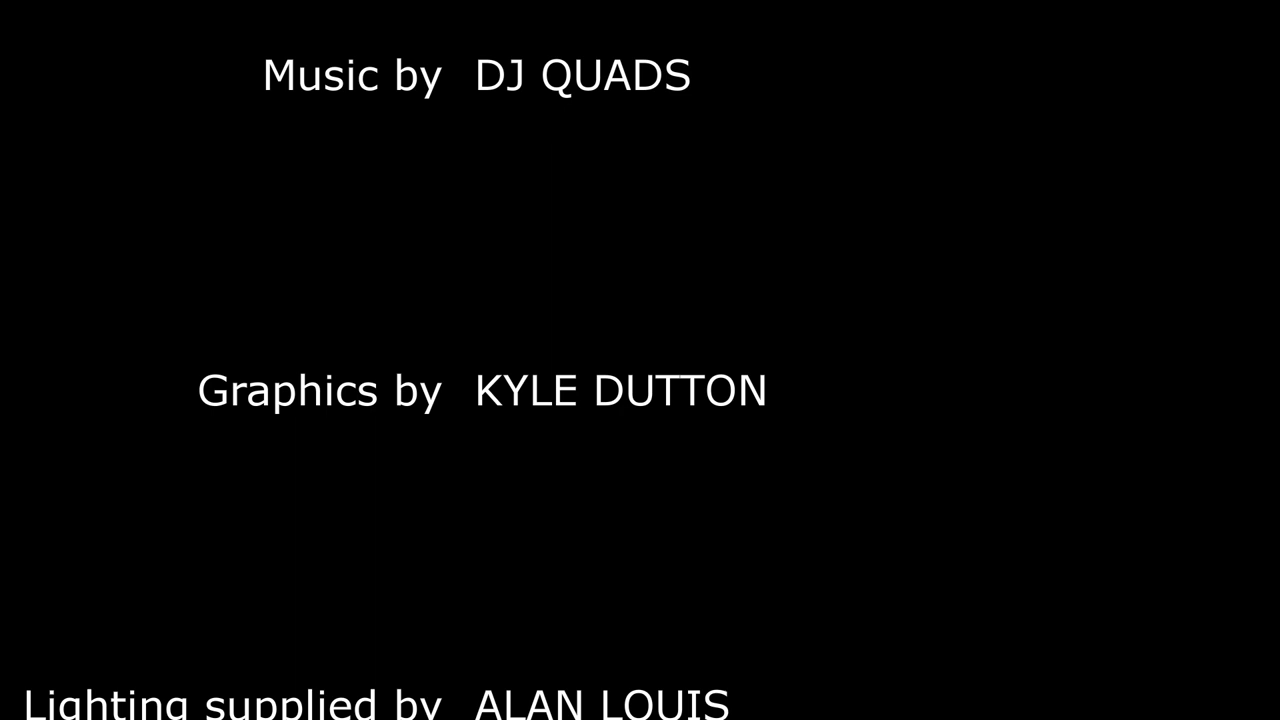 Music by DJ QUADS
Graphics by KYLE DUTTON
Lighting supplied by ALAN LOUIS